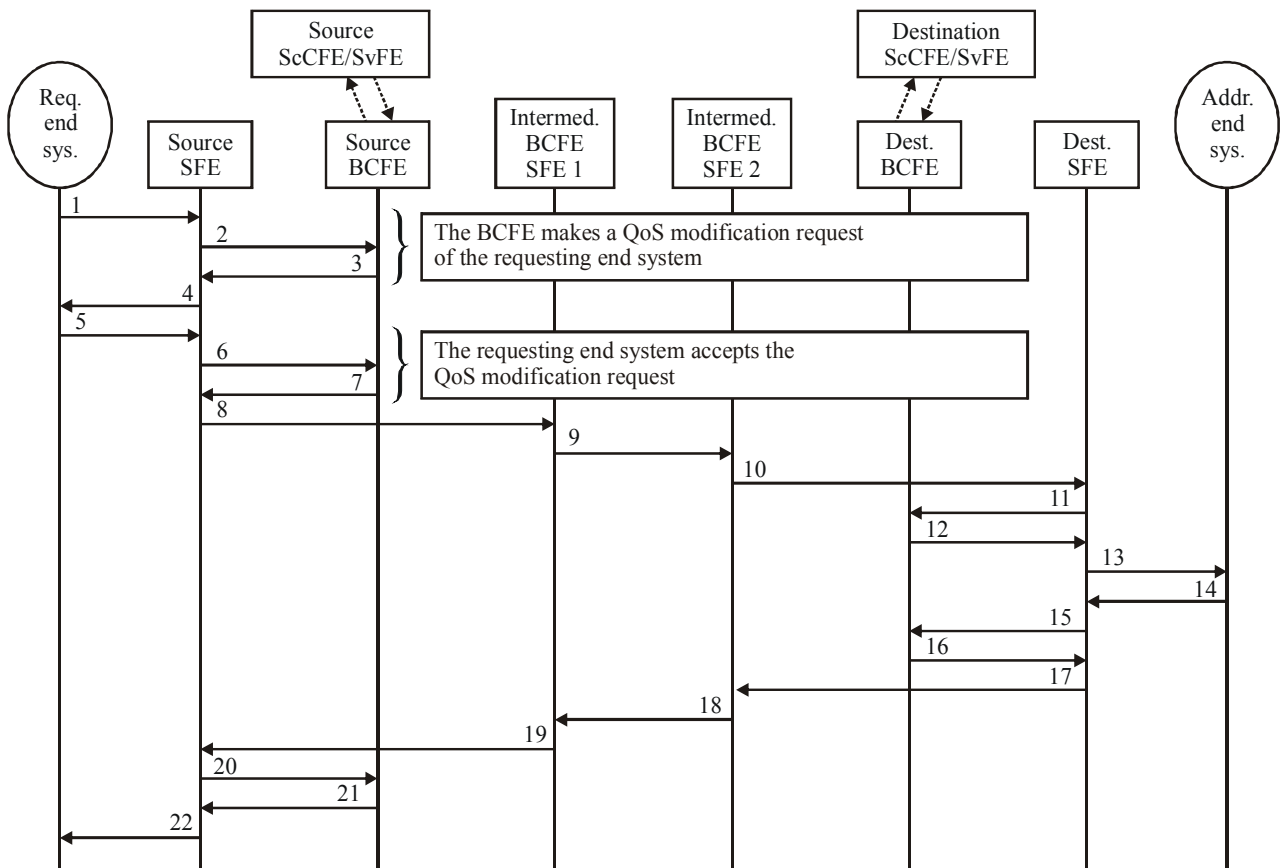 Source
ScCFE/SvFE
Destination
ScCFE/SvFE
Req.
end
sys.
Source
SFE
Source
BCFE
Intermed.
BCFE
SFE 1
Intermed.
BCFE
SFE 2
Dest.
BCFE
Dest.
SFE
Addr.
end
sys.
1
2
The BCFE makes a QoS modification request
of the requesting end system
3
4
5
6
The requesting end system accepts the
QoS modification request
7
8
9
10
11
12
13
14
15
16
17
18
19
20
21
22